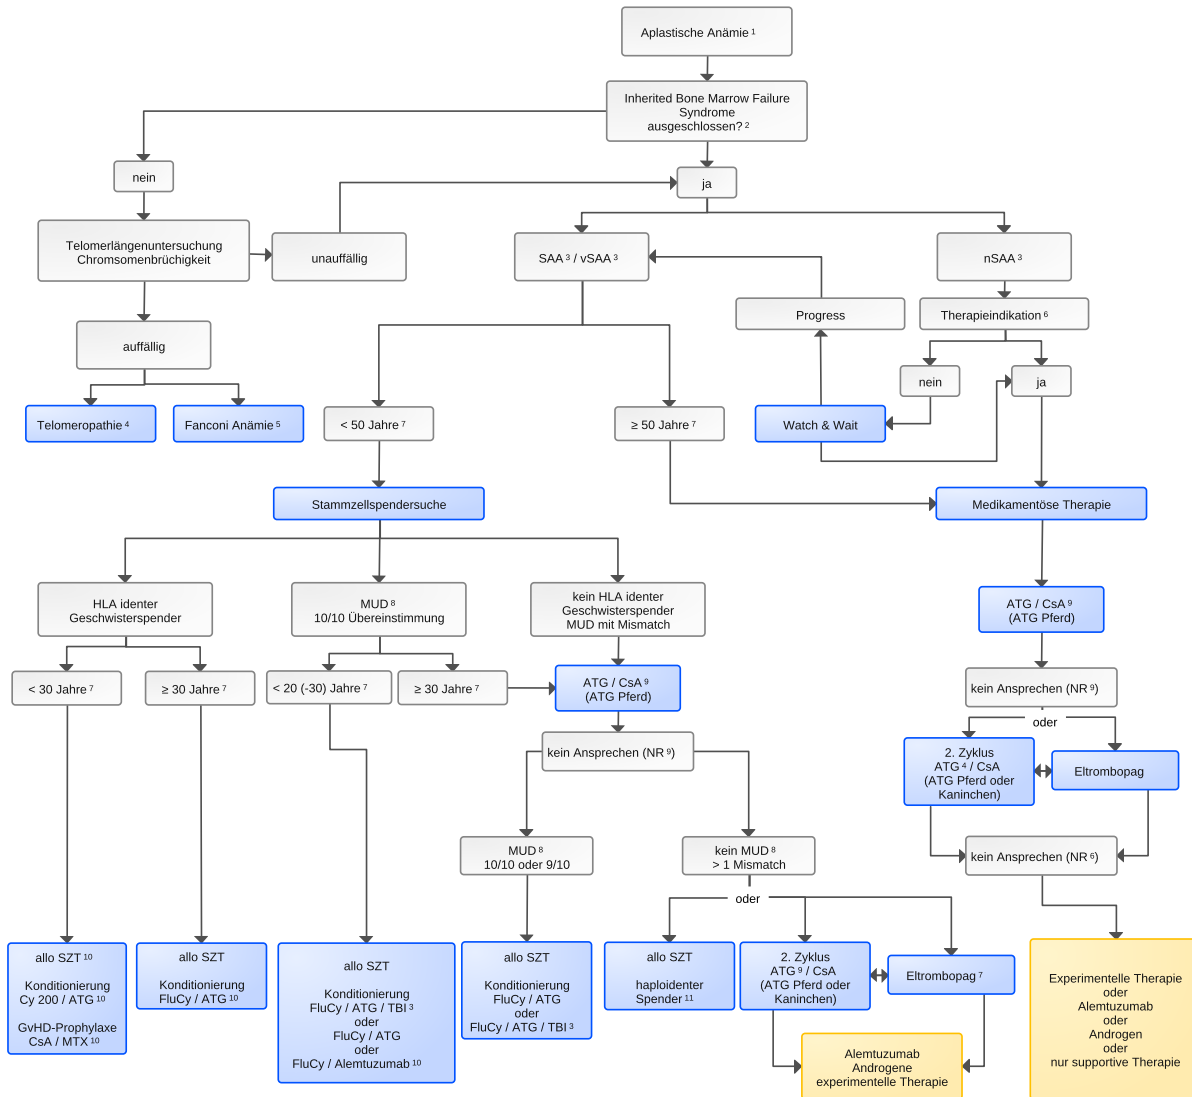 Aplastische Anämie 1
Inherited Bone Marrow Failure
Syndrome
ausgeschlossen? 2
nein
ja
Telomerlängenuntersuchung
Chromsomenbrüchigkeit
unauffällig
SAA 3 / vSAA 3
nSAA 3
Progress
Therapieindikation 6
auffällig
nein
ja
Telomeropathie 4
Fanconi Anämie 5
< 50 Jahre 7
≥ 50 Jahre 7
Watch & Wait
Stammzellspendersuche
Medikamentöse Therapie
HLA identer
Geschwisterspender
MUD 8
10/10 Übereinstimmung
kein HLA identer
Geschwisterspender
MUD mit Mismatch
ATG / CsA 9
(ATG Pferd)
< 30 Jahre 7
≥ 30 Jahre 7
< 20 (-30) Jahre 7
≥ 30 Jahre 7
ATG / CsA 9
(ATG Pferd)
kein Ansprechen (NR 9)
oder
kein Ansprechen (NR 9)
2. Zyklus
ATG 4 / CsA
(ATG Pferd oder
Kaninchen)
Eltrombopag
MUD 8
10/10 oder 9/10
kein MUD 8
> 1 Mismatch
kein Ansprechen (NR 6)
oder
allo SZT 10
Konditionierung
Cy 200 / ATG 10
GvHD-Prophylaxe
CsA / MTX 10
allo SZT
Konditionierung
FluCy / ATG 10
allo SZT
Konditionierung
FluCy / ATG / TBI 3
oder
FluCy / ATG
oder
FluCy / Alemtuzumab 10
allo SZT
Konditionierung
FluCy / ATG
oder
FluCy / ATG / TBI 3
allo SZT
haploidenter
Spender 11
2. Zyklus
ATG 9 / CsA
(ATG Pferd oder
Kaninchen)
Eltrombopag 7
Experimentelle Therapie
oder
Alemtuzumab
oder
Androgen
oder
nur supportive Therapie
Alemtuzumab
Androgene
experimentelle Therapie